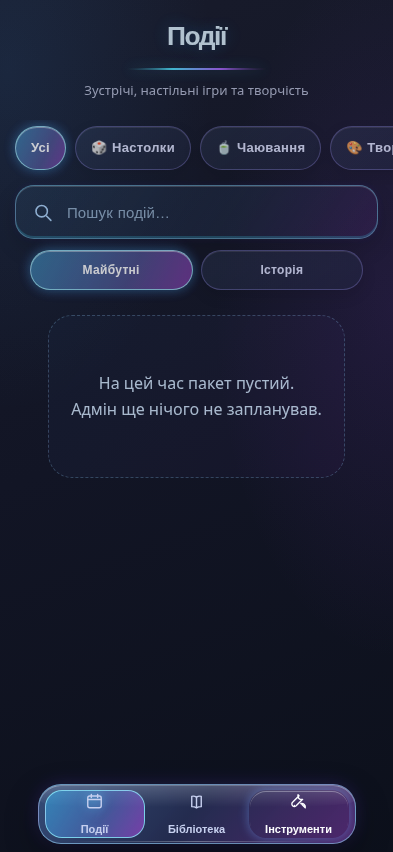 Події
Зустрічі, настільні ігри та творчість
Усі
🎲 Настолки
🍵 Чаювання
🎨 Твор
Пошук подій…
Майбутні
Історія
На цей час пакет пустий.
Адмін ще нічого не запланував.
Події
Бібліотека
Інструменти